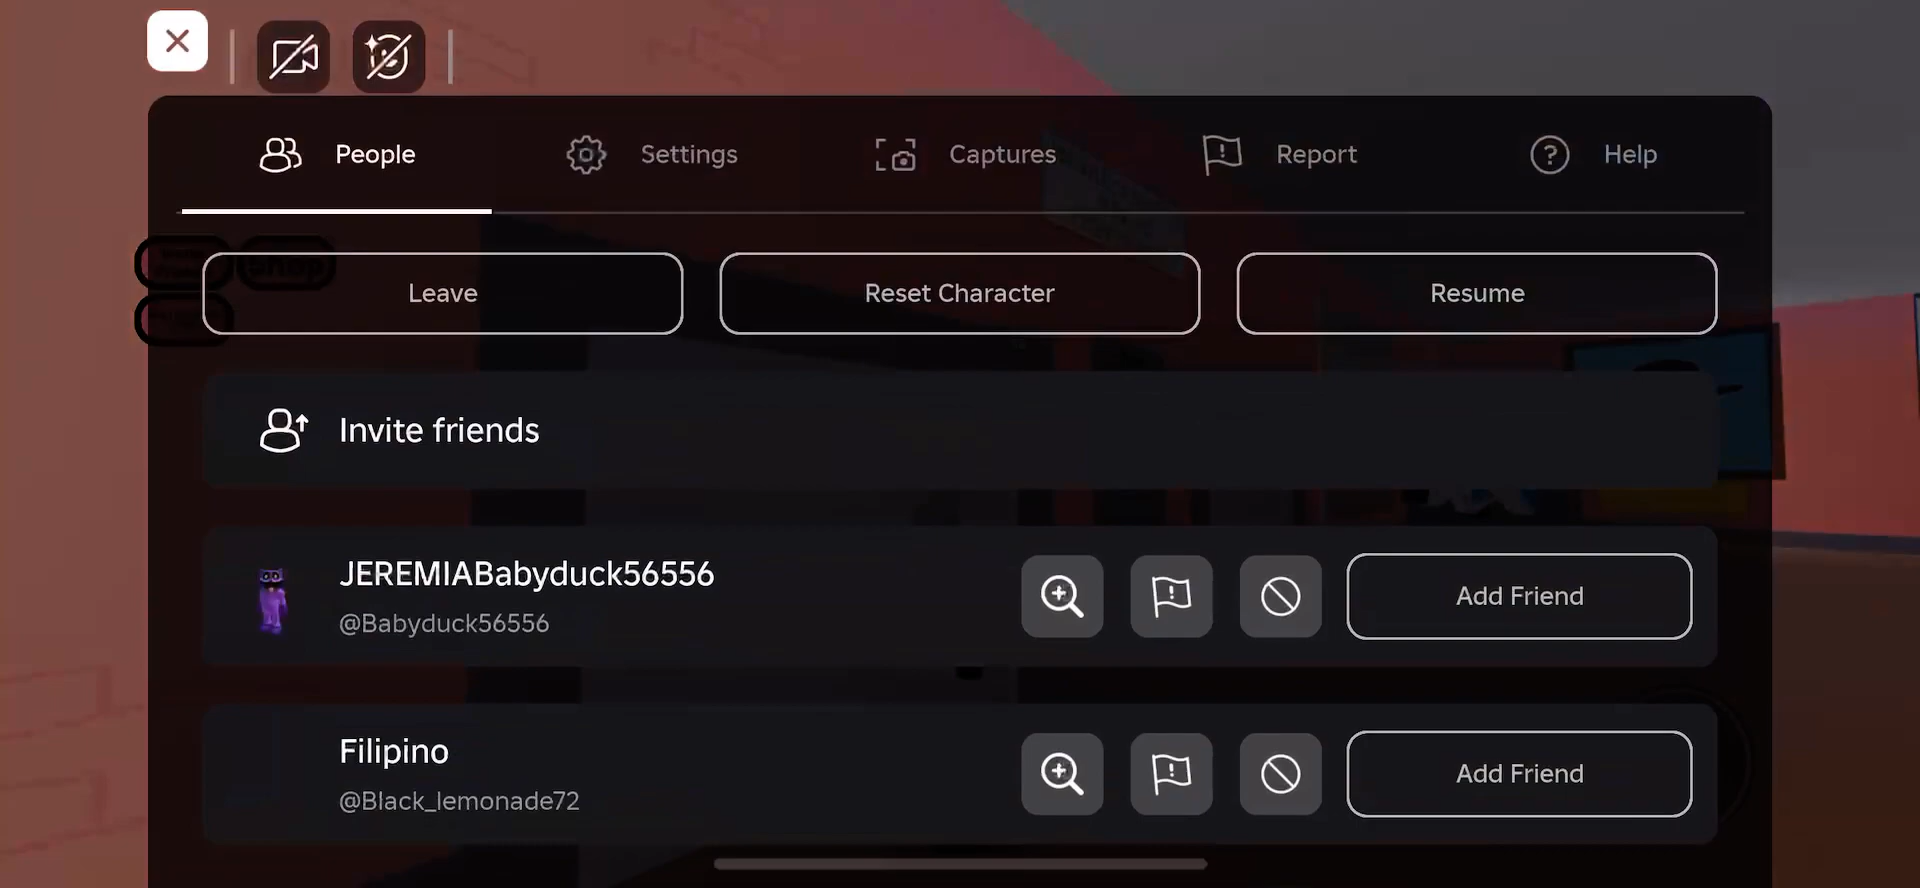 People
Settings
Captures
Report
Help
Leave
Reset Character
Resume
Invite friends
JEREMIABabyduck56556
@Babyduck56556
Add Friend
Filipino
@Black_lemonade72
Add Friend
shop